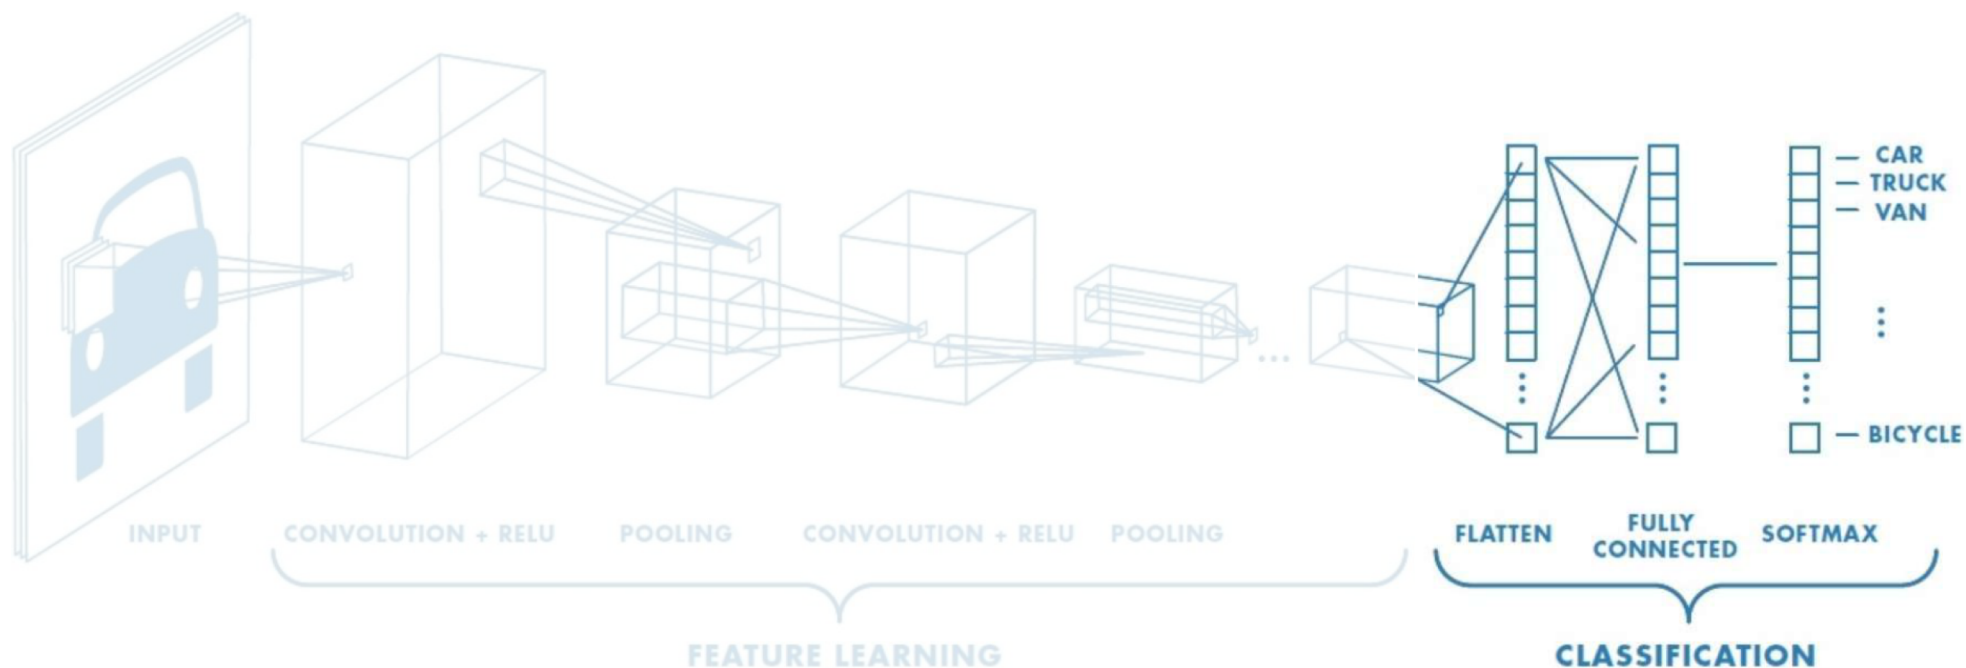 CAR
TRUCK
VAN
BICYCLE
INPUT
CONVOLUTION + RELU
POOLING
CONVOLUTION + RELU
POOLING
FLATTEN
FULLY
CONNECTED
SOFTMAX
FEATURE LEARNING
CLASSIFICATION